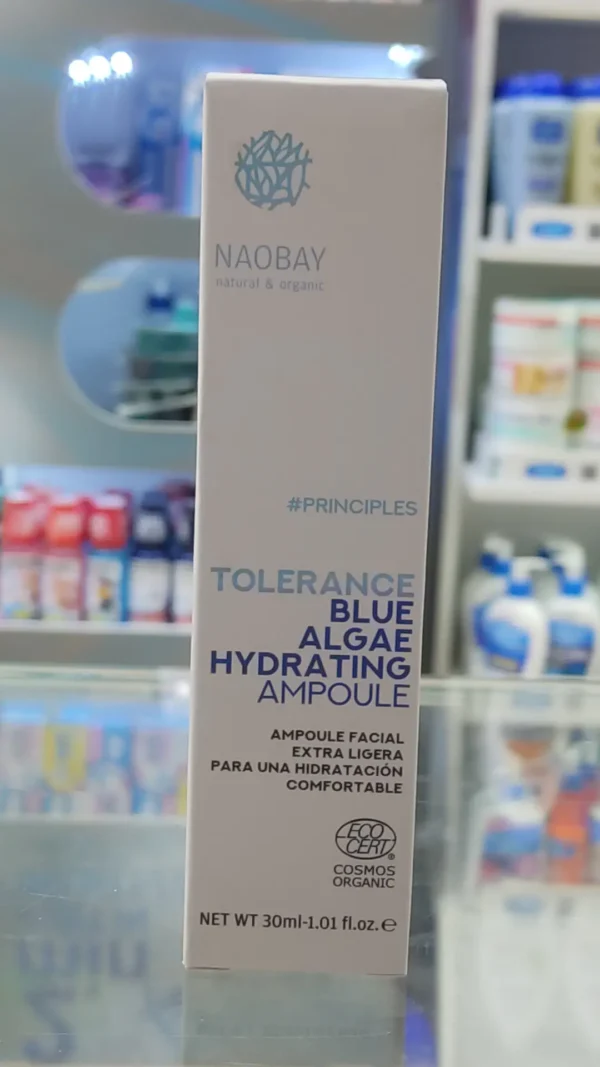 NAOBAY
natural & organic
#PRINCIPLES
TOLERANCE
BLUE
ALGAE
HYDRATING
AMPOULE
AMPOULE FACIAL
EXTRA LIGERA
PARA UNA HIDRATACIÓN
COMFORTABLE
ECO
CERT
®
COSMOS
ORGANIC
NET WT 30ml-1.01 fl.oz. ℮